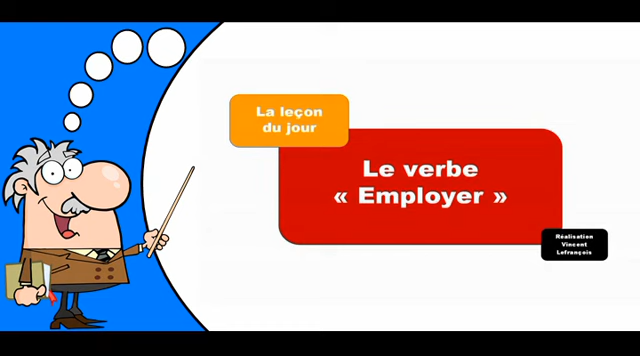 La leçon
du jour
Le verbe
« Employer »
Réalisation
Vincent
Lefrançois